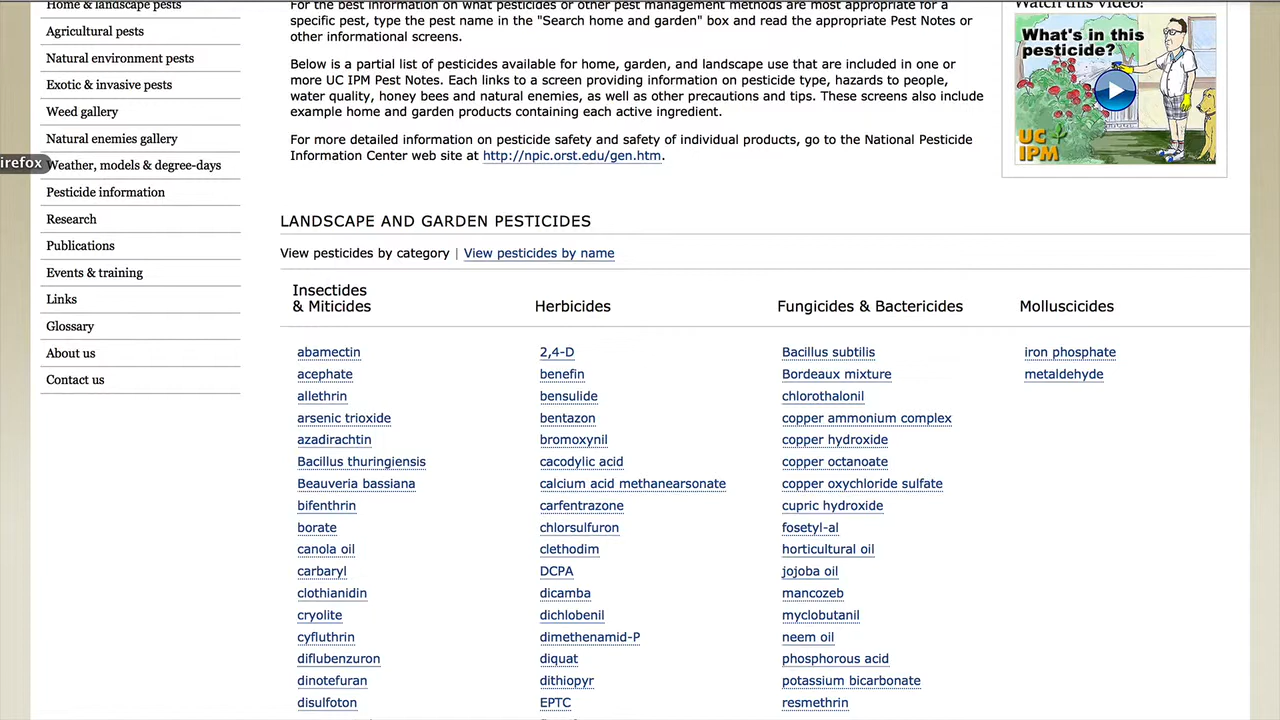 Home & landscape pests
Agricultural pests
Natural environment pests
Exotic & invasive pests
Weed gallery
Natural enemies gallery
irefox
Weather, models & degree-days
Pesticide information
Research
Publications
Events & training
Links
Glossary
About us
Contact us
For the best information on what pesticides or other pest management methods are most appropriate for a
specific pest, type the pest name in the "Search home and garden" box and read the appropriate Pest Notes or
other informational screens.
Below is a partial list of pesticides available for home, garden, and landscape use that are included in one or
more UC IPM Pest Notes. Each links to a screen providing information on pesticide type, hazards to people,
water quality, honey bees and natural enemies, as well as other precautions and tips. These screens also include
example home and garden products containing each active ingredient.
For more detailed information on pesticide safety and safety of individual products, go to the National Pesticide
Information Center web site at http://npic.orst.edu/gen.htm.
Watch this video!
What's in this
pesticide?
UC
IPM
LANDSCAPE AND GARDEN PESTICIDES
View pesticides by category | View pesticides by name
Insectides
& Miticides
abamectin
acephate
allethrin
arsenic trioxide
azadirachtin
Bacillus thuringiensis
Beauveria bassiana
bifenthrin
borate
canola oil
carbaryl
clothianidin
cryolite
cyfluthrin
diflubenzuron
dinotefuran
disulfoton
Herbicides
2,4-D
benefin
bensulide
bentazon
bromoxynil
cacodylic acid
calcium acid methanearsonate
carfentrazone
chlorsulfuron
clethodim
DCPA
dicamba
dichlobenil
dimethenamid-P
diquat
dithiopyr
EPTC
Fungicides & Bactericides
Bacillus subtilis
Bordeaux mixture
chlorothalonil
copper ammonium complex
copper hydroxide
copper octanoate
copper oxychloride sulfate
cupric hydroxide
fosetyl-al
horticultural oil
jojoba oil
mancozeb
myclobutanil
neem oil
phosphorous acid
potassium bicarbonate
resmethrin
Molluscicides
iron phosphate
metaldehyde